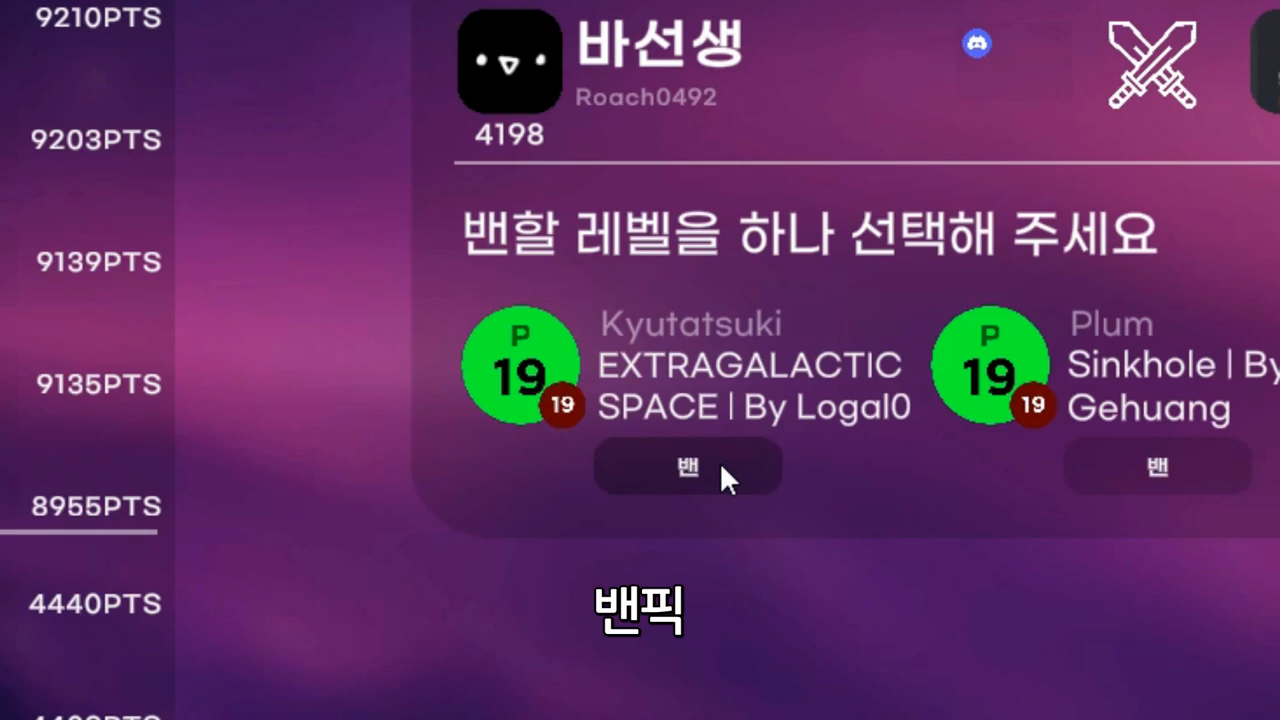 9210PTS
9203PTS
9139PTS
9135PTS
8955PTS
4440PTS
바선생
Roach0492
4198
밴할 레벨을 하나 선택해 주세요
P
19
19
Kyutatsuki
EXTRAGALACTIC
SPACE | By Logal0
밴
P
19
19
Plum
Sinkhole | By
Gehuang
밴
밴픽